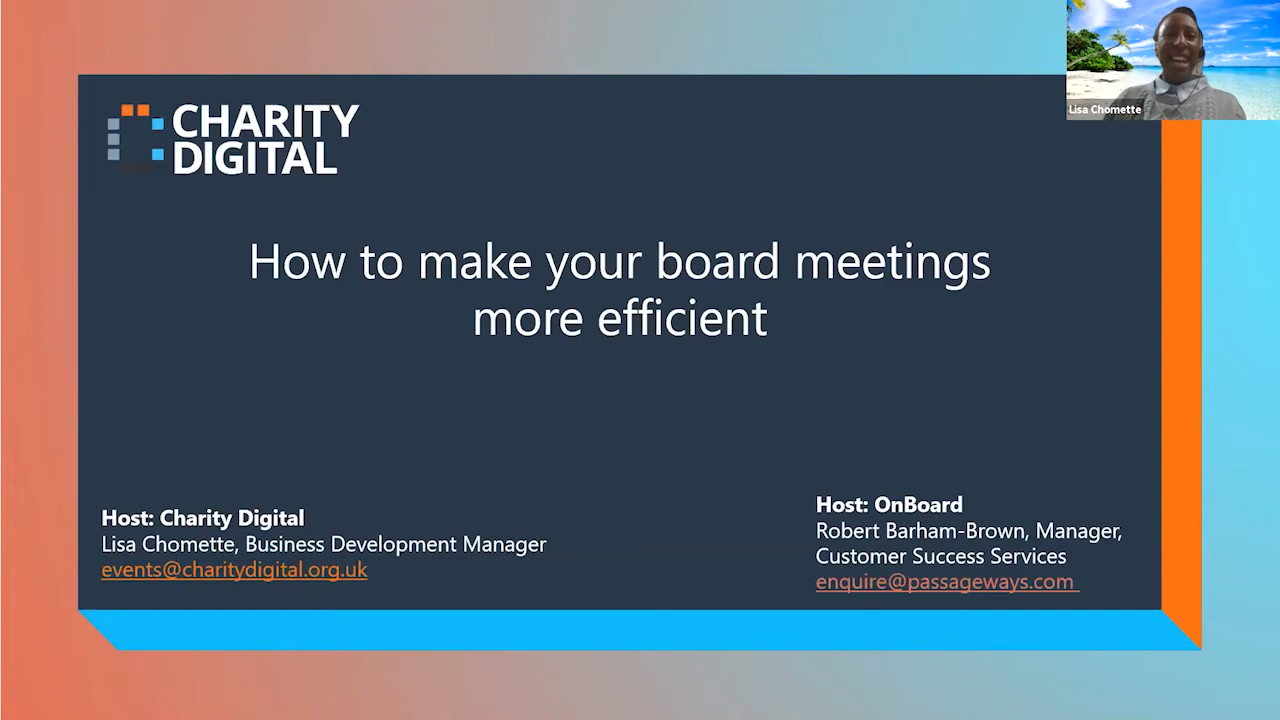 CHARITY
DIGITAL
Lisa Chomette
How to make your board meetings
more efficient
Host: Charity Digital
Lisa Chomette, Business Development Manager
events@charitydigital.org.uk
Host: OnBoard
Robert Barham-Brown, Manager,
Customer Success Services
enquire@passageways.com